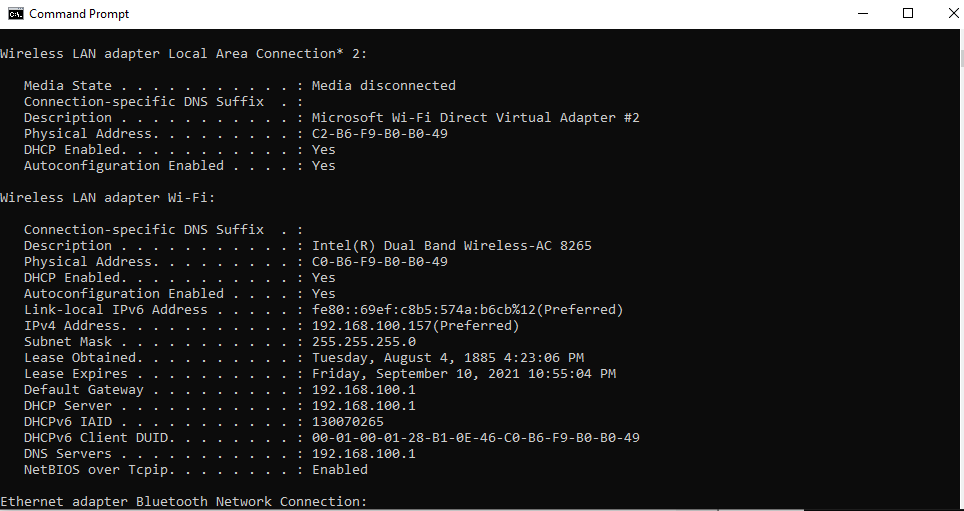 Command Prompt
Wireless LAN adapter Local Area Connection* 2:
Media State . . . . . . . . . . . : Media disconnected
Connection-specific DNS Suffix  . :
Description . . . . . . . . . . . : Microsoft Wi-Fi Direct Virtual Adapter #2
Physical Address. . . . . . . . . : C2-B6-F9-B0-B0-49
DHCP Enabled. . . . . . . . . . . : Yes
Autoconfiguration Enabled . . . . : Yes
Wireless LAN adapter Wi-Fi:
Connection-specific DNS Suffix  . :
Description . . . . . . . . . . . : Intel(R) Dual Band Wireless-AC 8265
Physical Address. . . . . . . . . : C0-B6-F9-B0-B0-49
DHCP Enabled. . . . . . . . . . . : Yes
Autoconfiguration Enabled . . . . : Yes
Link-local IPv6 Address . . . . . : fe80::69ef:c8b5:574a:b6cb%12(Preferred)
IPv4 Address. . . . . . . . . . . : 192.168.100.157(Preferred)
Subnet Mask . . . . . . . . . . . : 255.255.255.0
Lease Obtained. . . . . . . . . . : Tuesday, August 4, 1885 4:23:06 PM
Lease Expires . . . . . . . . . . : Friday, September 10, 2021 10:55:04 PM
Default Gateway . . . . . . . . . : 192.168.100.1
DHCP Server . . . . . . . . . . . : 192.168.100.1
DHCPv6 IAID . . . . . . . . . . . : 130070265
DHCPv6 Client DUID. . . . . . . . : 00-01-00-01-28-B1-0E-46-C0-B6-F9-B0-B0-49
DNS Servers . . . . . . . . . . . : 192.168.100.1
NetBIOS over Tcpip. . . . . . . . : Enabled
Ethernet adapter Bluetooth Network Connection: